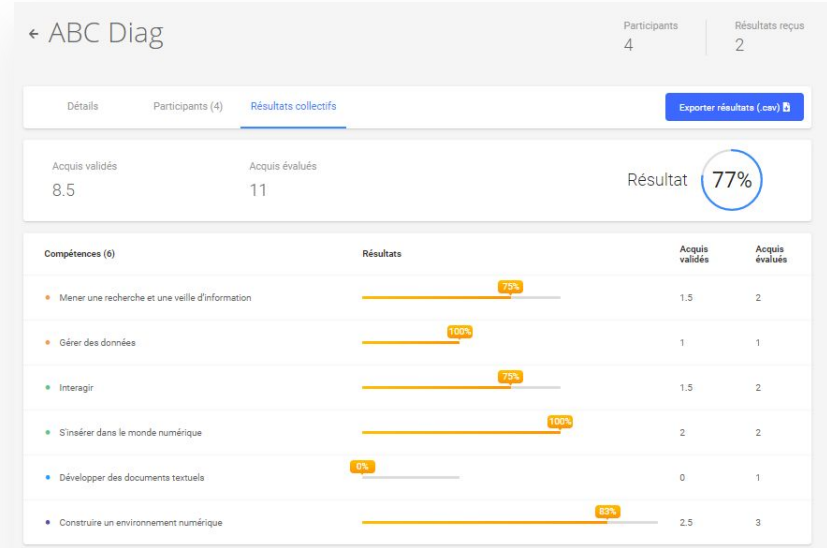 ← ABC Diag
Participants
4
Résultats reçus
2
Détails
Participants (4)
Résultats collectifs
Exporter résultats (.csv)
Acquis validés
8.5
Acquis évalués
11
Résultat 77%
Compétences (6) Résultats Acquis validés Acquis évalués
Mener une recherche et une veille d'information 75% 1.5 2
Gérer des données 100% 1 1
Interagir 75% 1.5 2
S'insérer dans le monde numérique 100% 2 2
Développer des documents textuels 0% 0 1
Construire un environnement numérique 83% 2.5 3